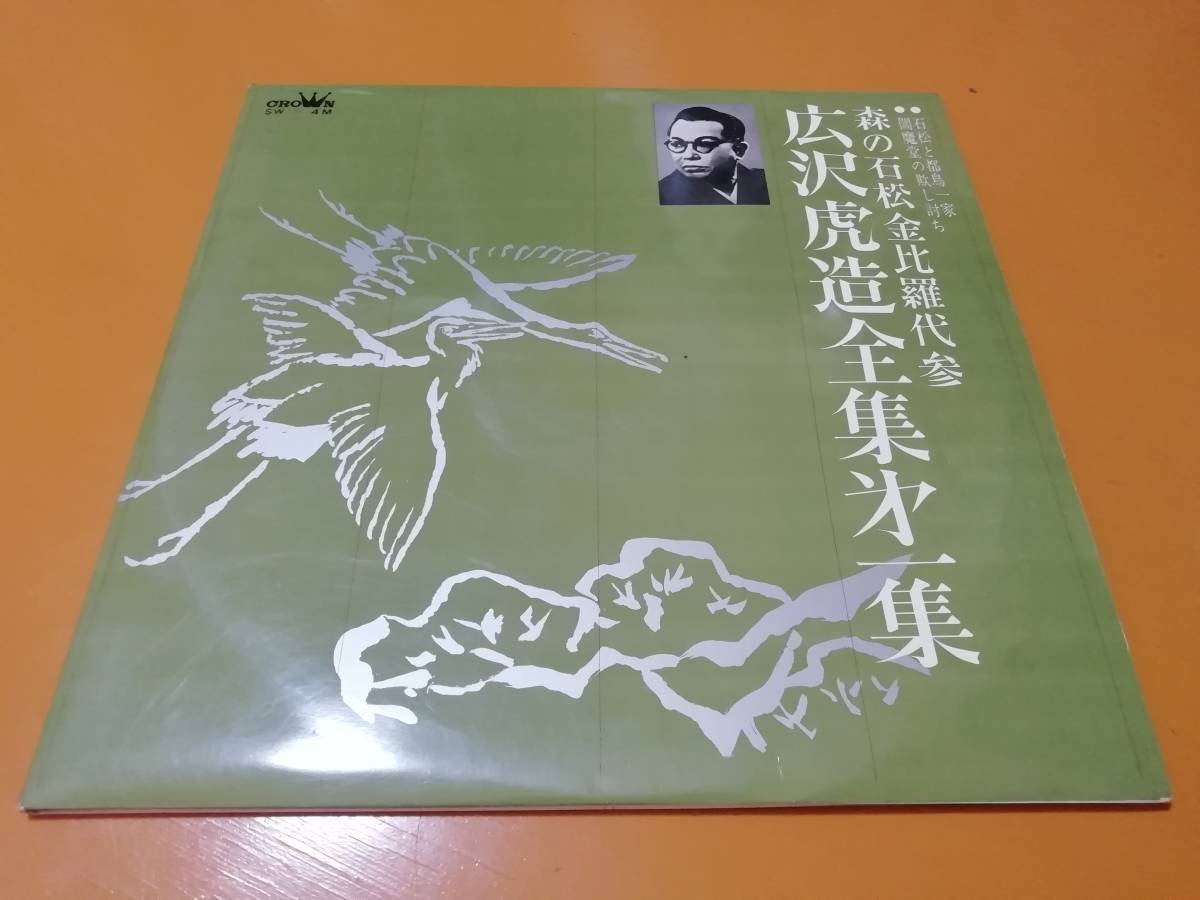 CROWN
SW 4M
石松と都鳥一家
閻魔堂の欺し討ち
森の石松金比羅代参
広沢虎造全集㐧一集